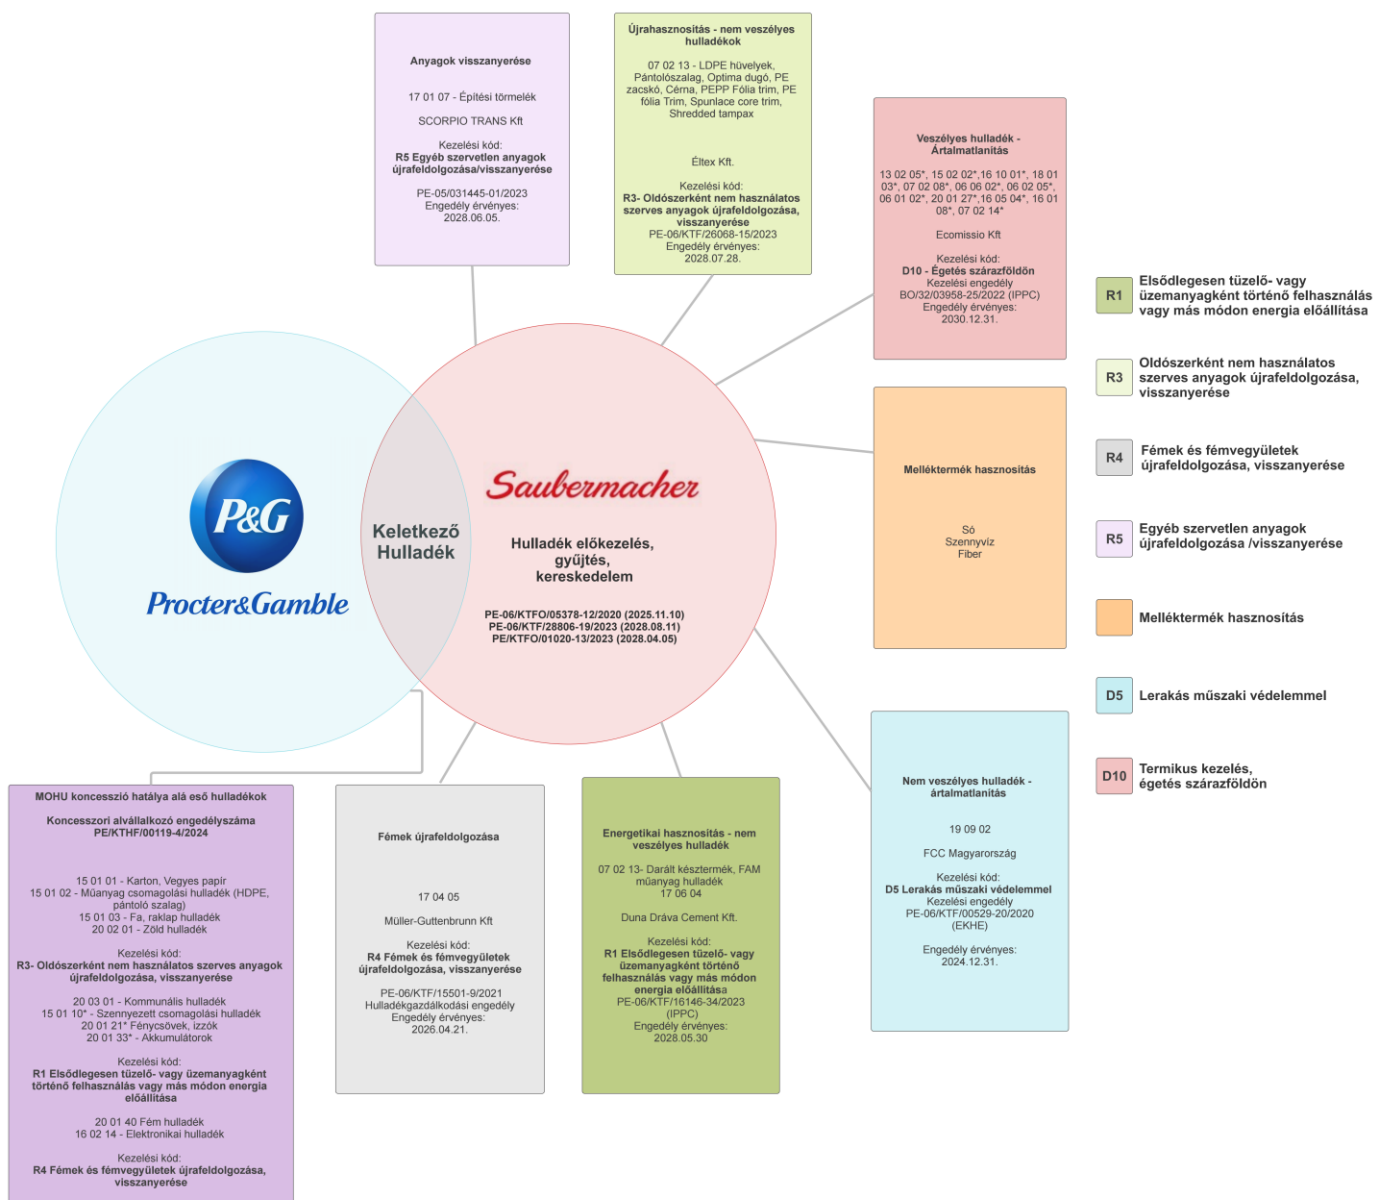 Anyagok visszanyerése
17 01 07 - Építési törmelék
SCORPIO TRANS Kft
Kezelési kód:
R5 Egyéb szervetlen anyagok
újrafeldolgozása/visszanyerése
PE-05/031445-01/2023
Engedély érvényes:
2028.06.05.
Újrahasznosítás - nem veszélyes
hulladékok
07 02 13 - LDPE hüvelyek,
Pántolószalag, Optima dugó, PE
zacskó, Cérna, PEPP Fólia trim, PE
fólia Trim, Spunlace core trim,
Shredded tampax
Éltex Kft.
Kezelési kód:
R3- Oldószerként nem használatos
szerves anyagok újrafeldolgozása,
visszanyerése
PE-06/KTF/26068-15/2023
Engedély érvényes:
2028.07.28.
Veszélyes hulladék -
Ártalmatlanítás
13 02 05*, 15 02 02*,16 10 01*, 18 01
03*, 07 02 08*, 06 06 02*, 06 02 05*,
06 01 02*, 20 01 27*,16 05 04*, 16 01
08*, 07 02 14*
Ecomissio Kft
Kezelési kód:
D10 - Égetés szárazföldön
Kezelési engedély
BO/32/03958-25/2022 (IPPC)
Engedély érvényes:
2030.12.31.
Melléktermék hasznosítás
Só
Szennyvíz
Fiber
R1
Elsődlegesen tüzelő- vagy
üzemanyagként történő felhasználás
vagy más módon energia előállítása
R3
Oldószerként nem használatos
szerves anyagok újrafeldolgozása,
visszanyerése
R4
Fémek és fémvegyületek
újrafeldolgozása, visszanyerése
R5
Egyéb szervetlen anyagok
újrafeldolgozása /visszanyerése
Melléktermék hasznosítás
D5
Lerakás műszaki védelemmel
D10
Termikus kezelés,
égetés szárazföldön
P&G
Procter&Gamble
Keletkező
Hulladék
Saubermacher
Hulladék előkezelés,
gyűjtés,
kereskedelem
PE-06/KTFO/05378-12/2020 (2025.11.10)
PE-06/KTF/28806-19/2023 (2028.08.11)
PE/KTFO/01020-13/2023 (2028.04.05)
MOHU koncesszió hatálya alá eső hulladékok
Koncesszori alvállalkozó engedélyszáma
PE/KTHF/00119-4/2024
15 01 01 - Karton, Vegyes papír
15 01 02 - Műanyag csomagolási hulladék (HDPE,
pántoló szalag)
15 01 03 - Fa, raklap hulladék
20 02 01 - Zöld hulladék
Kezelési kód:
R3- Oldószerként nem használatos szerves anyagok
újrafeldolgozása, visszanyerése
20 03 01 - Kommunális hulladék
15 01 10* - Szennyezett csomagolási hulladék
20 01 21* Fénycsövek, izzók
20 01 33* - Akkumulátorok
Kezelési kód:
R1 Elsődlegesen tüzelő- vagy üzemanyagként
történő felhasználás vagy más módon energia
előállítása
20 01 40 Fém hulladék
16 02 14 - Elektronikai hulladék
Kezelési kód:
R4 Fémek és fémvegyületek újrafeldolgozása,
visszanyerése
Fémek újrafeldolgozása
17 04 05
Müller-Guttenbrunn Kft
Kezelési kód:
R4 Fémek és fémvegyületek
újrafeldolgozása, visszanyerése
PE-06/KTF/15501-9/2021
Hulladékgazdálkodási engedély
Engedély érvényes:
2026.04.21.
Energetikai hasznosítás - nem
veszélyes hulladék
07 02 13- Darált késztermék, FAM
műanyag hulladék
17 06 04
Duna Dráva Cement Kft.
Kezelési kód:
R1 Elsődlegesen tüzelő- vagy
üzemanyagként történő
felhasználás vagy más módon
energia előállítása
PE-06/KTF/16146-34/2023
(IPPC)
Engedély érvényes:
2028.05.30
Nem veszélyes hulladék -
ártalmatlanítás
19 09 02
FCC Magyarország
Kezelési kód:
D5 Lerakás műszaki védelemmel
Kezelési engedély
PE-06/KTF/00529-20/2020
(EKHE)
Engedély érvényes:
2024.12.31.